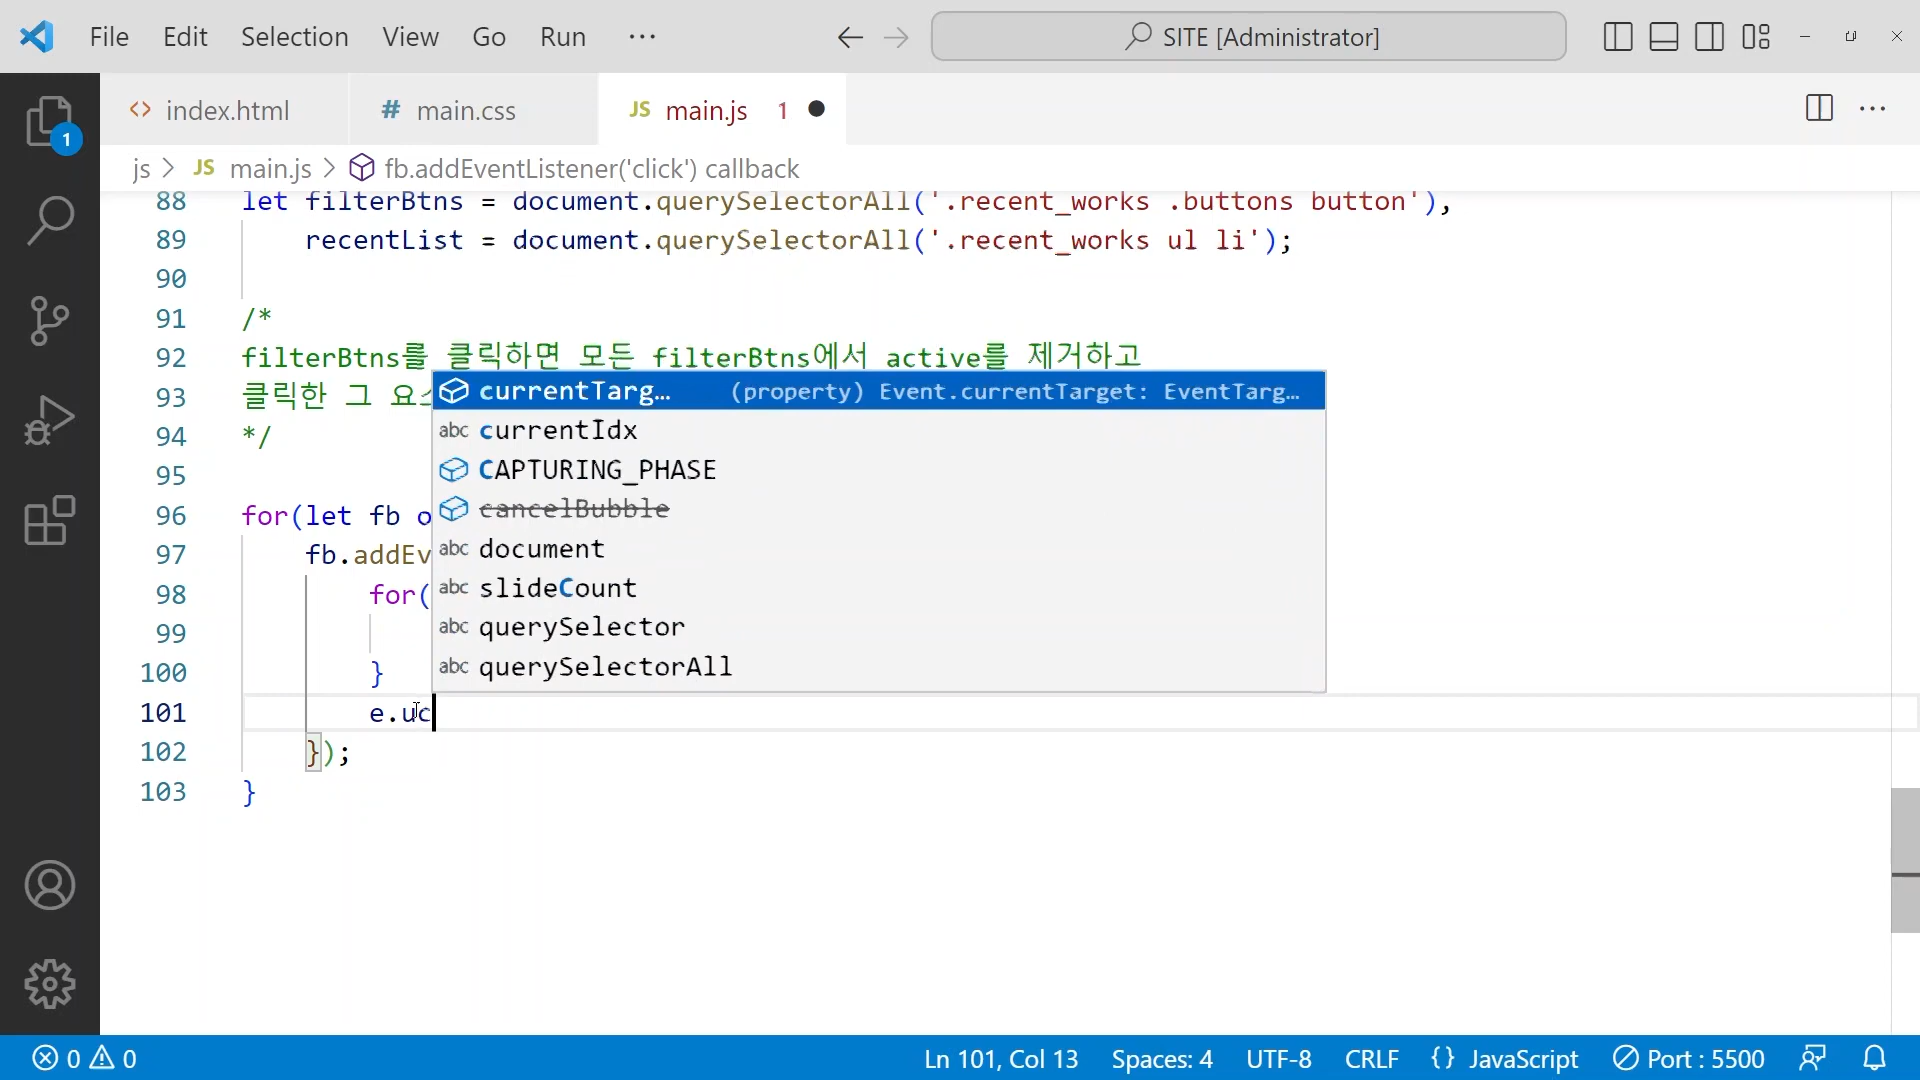 File Edit Selection View Go Run ··· SITE [Administrator]
index.html # main.css JS main.js 1
js > JS main.js > fb.addEventListener('click') callback
88 let filterBtns = document.querySelectorAll('.recent_works .buttons button'),
89 recentList = document.querySelectorAll('.recent_works ul li');
90
91 /*
92 filterBtns를 클릭하면 모든 filterBtns에서 active를 제거하고
93 클릭한 그
currentTarg... (property) Event.currentTarget: EventTarg...
94 */
abc currentIdx
95
CAPTURING_PHASE
96 for(let fb o
cancelBubble
97 fb.addEv
abc document
98 for(
abc slideCount
99
abc querySelector
100 }
abc querySelectorAll
101 e.uc
102 });
103 }
1
0 0 Ln 101, Col 13 Spaces: 4 UTF-8 CRLF {} JavaScript Port : 5500